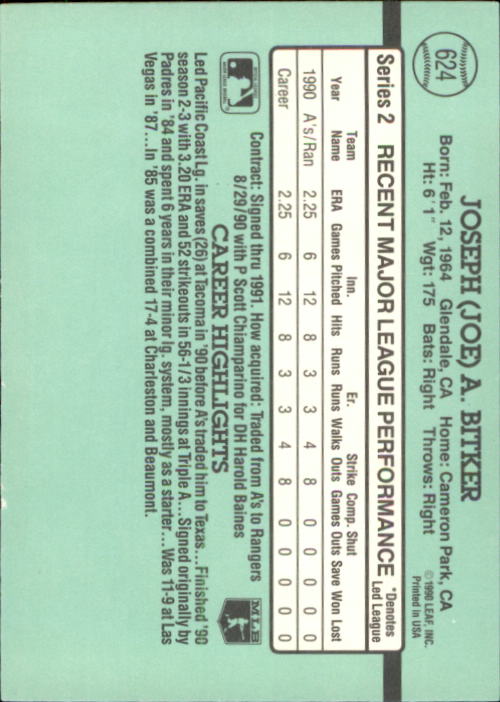 624
JOSEPH (JOE) A. BITKER
Born: Feb. 12, 1964 Glendale, CA Home: Cameron Park, CA
Ht: 6'1" Wgt: 175 Bats: Right Throws: Right
© 1990 LEAF, INC.
Printed in USA
Series 2 RECENT MAJOR LEAGUE PERFORMANCE *Denotes Led League
Year Team Name ERA Games Inn. Pitched Hits Runs Er. Runs Walks Strike Outs Comp. Games Shut Outs Save Won Lost
1990 A's/Ran 2.25 6 12 8 3 3 4 8 0 0 0 0 0
Career 2.25 6 12 8 3 3 4 8 0 0 0 0 0
Contract: Signed thru 1991. How acquired: Traded from A's to Rangers
8/29/90 with P Scott Chiamparino for DH Harold Baines
MLB
CAREER HIGHLIGHTS
Led Pacific Coast Lg. in saves (26) at Tacoma in '90 before A's traded him to Texas...Finished '90
season 2-3 with 3.20 ERA and 52 strikeouts in 56-1/3 innings at Triple A...Signed originally by
Padres in '84 and spent 6 years in their minor lg. system, mostly as a starter...Was 11-9 at Las
Vegas in '87...In '85 was a combined 17-4 at Charleston and Beaumont.